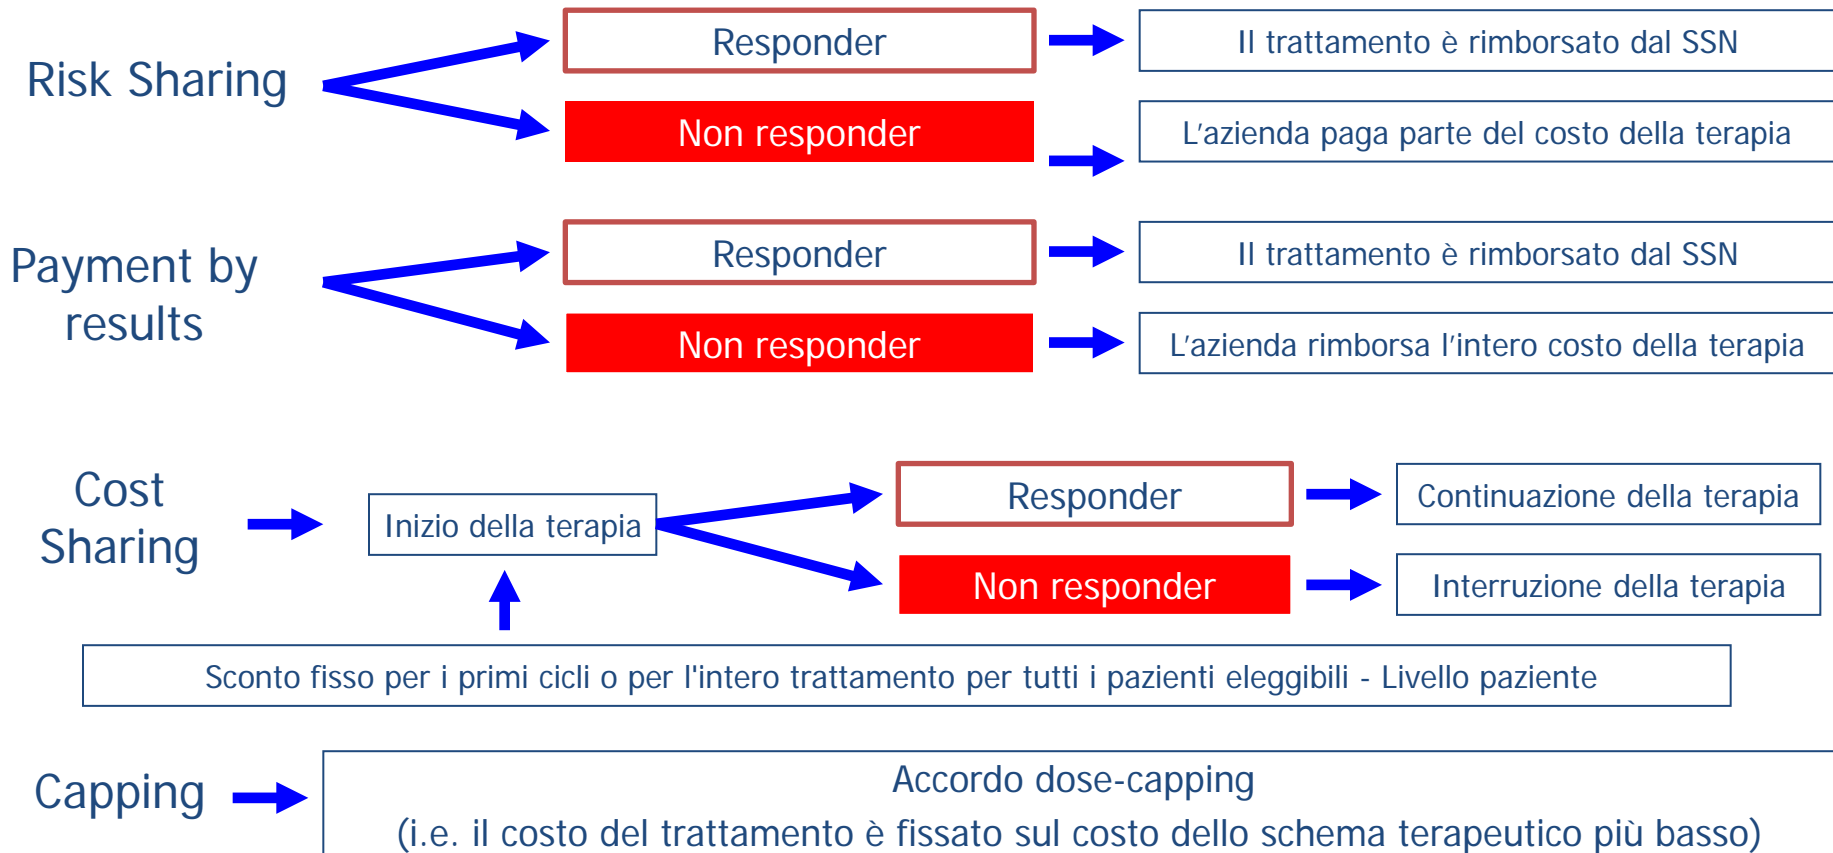 Risk Sharing
Responder
Il trattamento è rimborsato dal SSN
Non responder
L'azienda paga parte del costo della terapia
Payment by
results
Responder
Il trattamento è rimborsato dal SSN
Non responder
L'azienda rimborsa l'intero costo della terapia
Cost
Sharing
Inizio della terapia
Responder
Continuazione della terapia
Non responder
Interruzione della terapia
Sconto fisso per i primi cicli o per l'intero trattamento per tutti i pazienti eleggibili - Livello paziente
Capping
Accordo dose-capping
(i.e. il costo del trattamento è fissato sul costo dello schema terapeutico più basso)